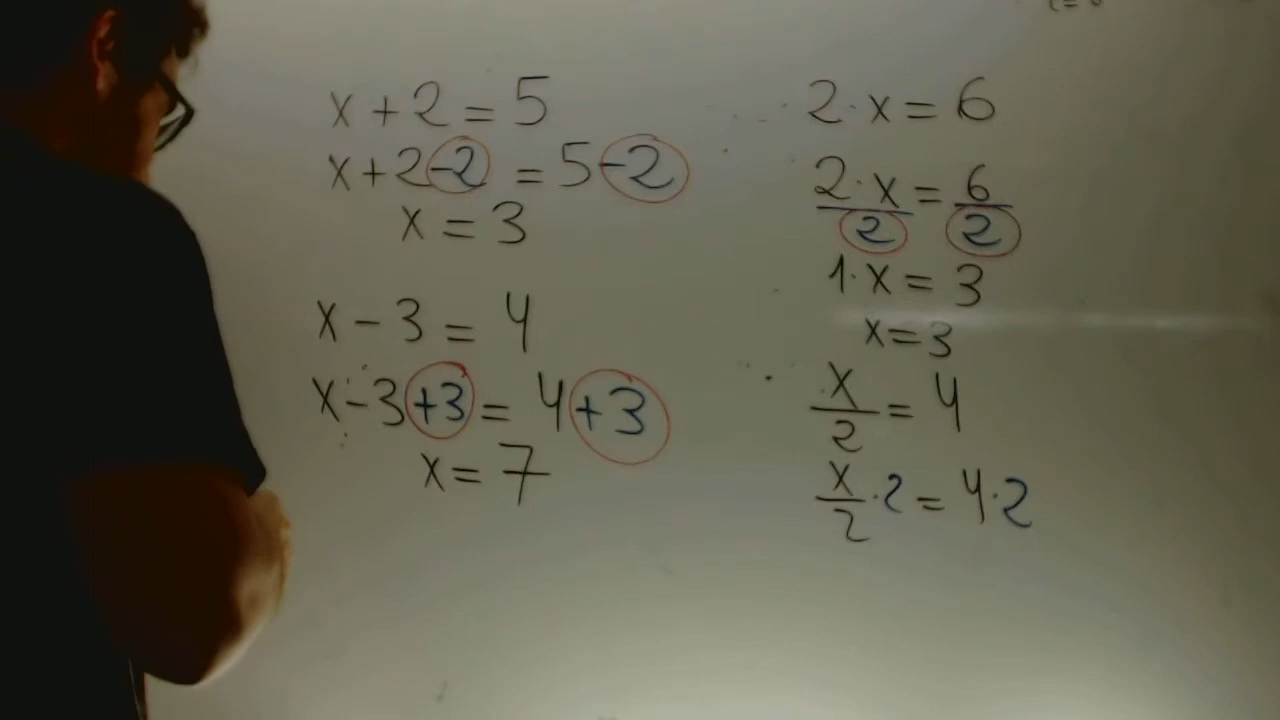 x + 2 = 5
x + 2 - 2 = 5 - 2
x = 3
x - 3 = 4
x - 3 + 3 = 4 + 3
x = 7
2 · x = 6
2 · x / 2 = 6 / 2
1 · x = 3
x = 3
x / 2 = 4
x / 2 · 2 = 4 · 2